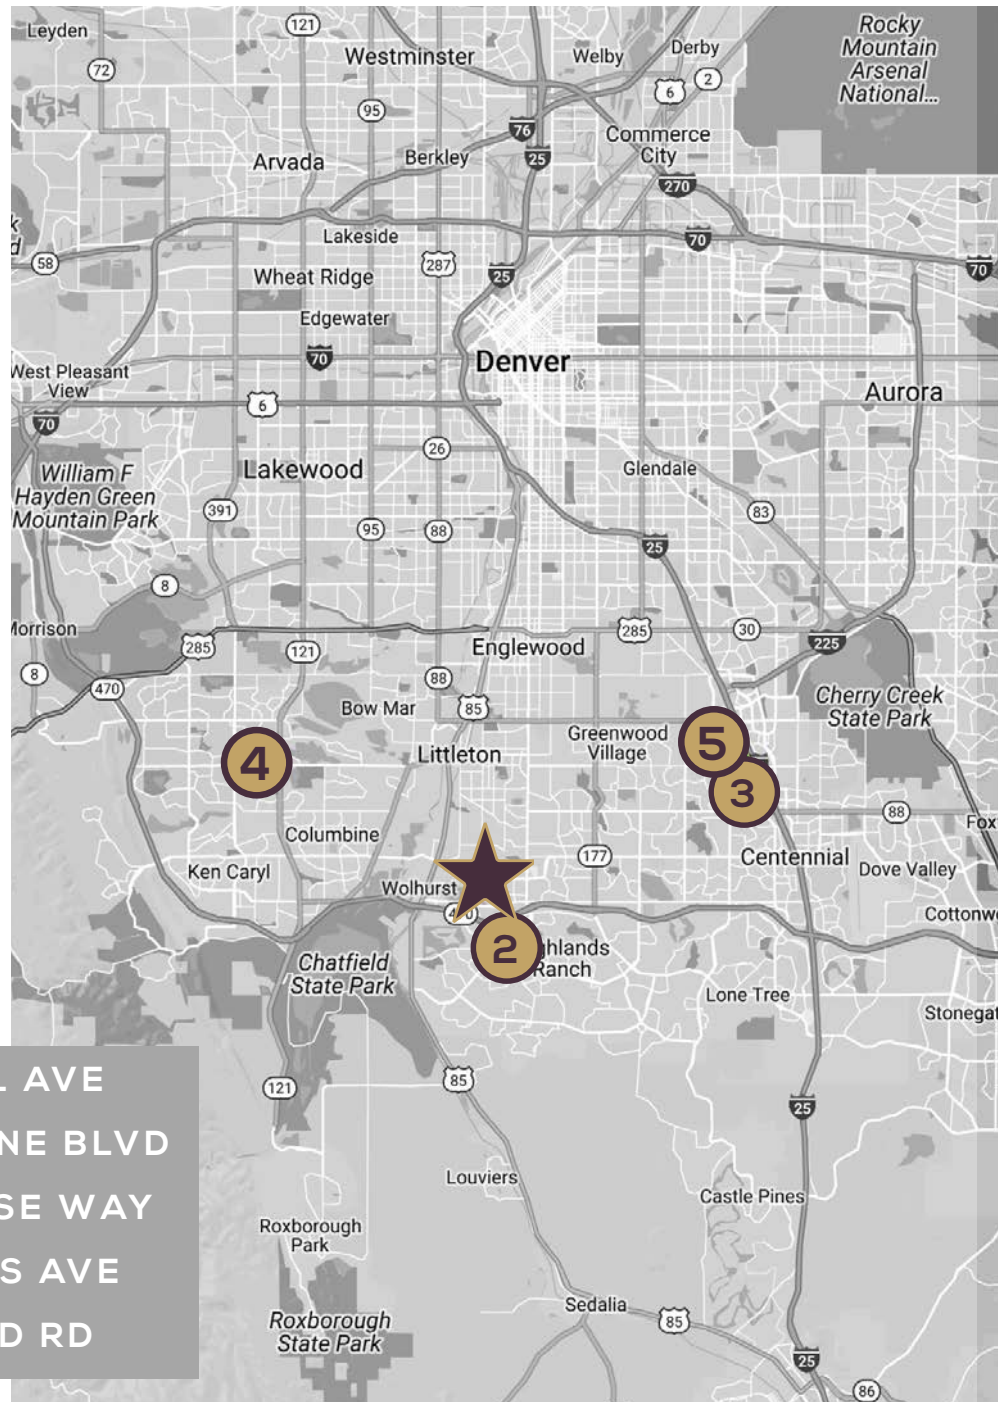 Leyden
121
Westminster
Welby
Derby
Rocky
Mountain
Arsenal
National...
72
95
6
2
76
Commerce
City
Arvada
Berkley
25
270
Lakeside
70
58
287
25
70
Wheat Ridge
Edgewater
70
Denver
West Pleasant
View
Aurora
6
70
26
Lakewood
Glendale
William F
Hayden Green
Mountain Park
391
95
88
83
25
8
Morrison
285
121
Englewood
285
30
225
8
470
88
85
Bow Mar
Cherry Creek
State Park
Greenwood
Village
5
4
Littleton
3
88
Columbine
177
Centennial
Ken Caryl
Wolhurst
Dove Valley
2
Ranch
Chatfield
State Park
Lone Tree
121
85
25
AVE
BLVD
WAY
AVE
RD
Louviers
Castle Pines
Roxborough
Park
Sedalia
Roxborough
State Park
85
25
86